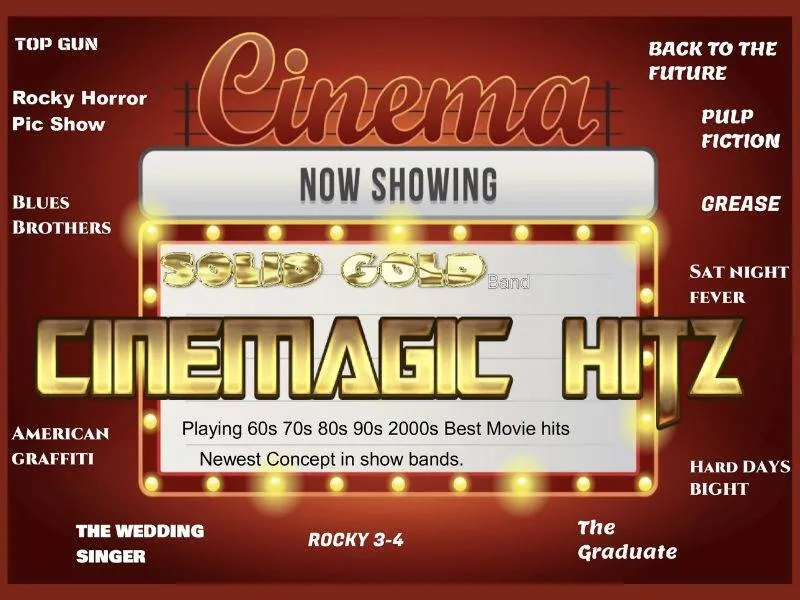 Cinema
NOW SHOWING
SOLID GOLD Band
CINEMAGIC HITZ
Playing 60s 70s 80s 90s 2000s Best Movie hits
Newest Concept in show bands.
TOP GUN
Rocky Horror
Pic Show
BLUES
BROTHERS
AMERICAN
GRAFFITI
THE WEDDING
SINGER
ROCKY 3-4
The
Graduate
BACK TO THE
FUTURE
PULP
FICTION
GREASE
SAT NIGHT
FEVER
HARD DAYS
BIGHT